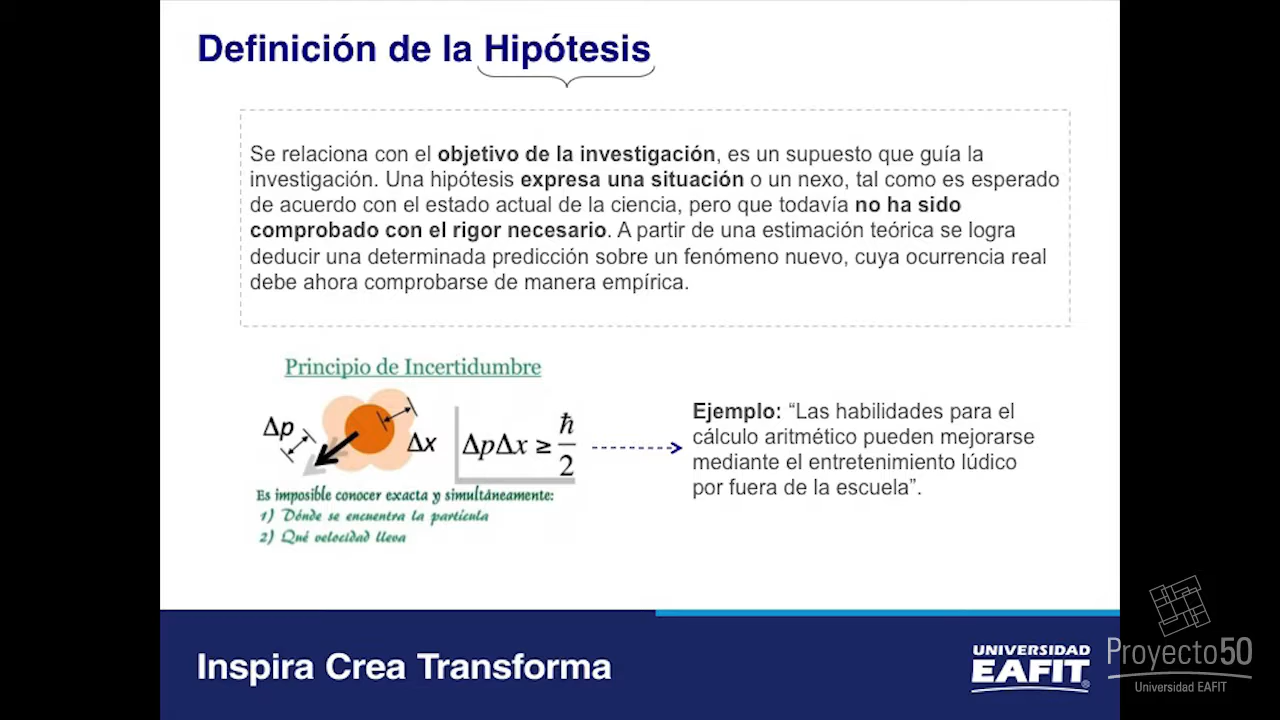 Definición de la Hipótesis
Se relaciona con el objetivo de la investigación, es un supuesto que guía la
investigación. Una hipótesis expresa una situación o un nexo, tal como es esperado
de acuerdo con el estado actual de la ciencia, pero que todavía no ha sido
comprobado con el rigor necesario. A partir de una estimación teórica se logra
deducir una determinada predicción sobre un fenómeno nuevo, cuya ocurrencia real
debe ahora comprobarse de manera empírica.
Principio de Incertidumbre
Δp
Δx
ΔpΔx ≥ ħ/2
Es imposible conocer exacta y simultáneamente:
1) Dónde se encuentra la partícula
2) Qué velocidad lleva
Ejemplo: “Las habilidades para el
cálculo aritmético pueden mejorarse
mediante el entretenimiento lúdico
por fuera de la escuela”.
Inspira Crea Transforma
UNIVERSIDAD
EAFIT®
Proyecto50
Universidad EAFIT